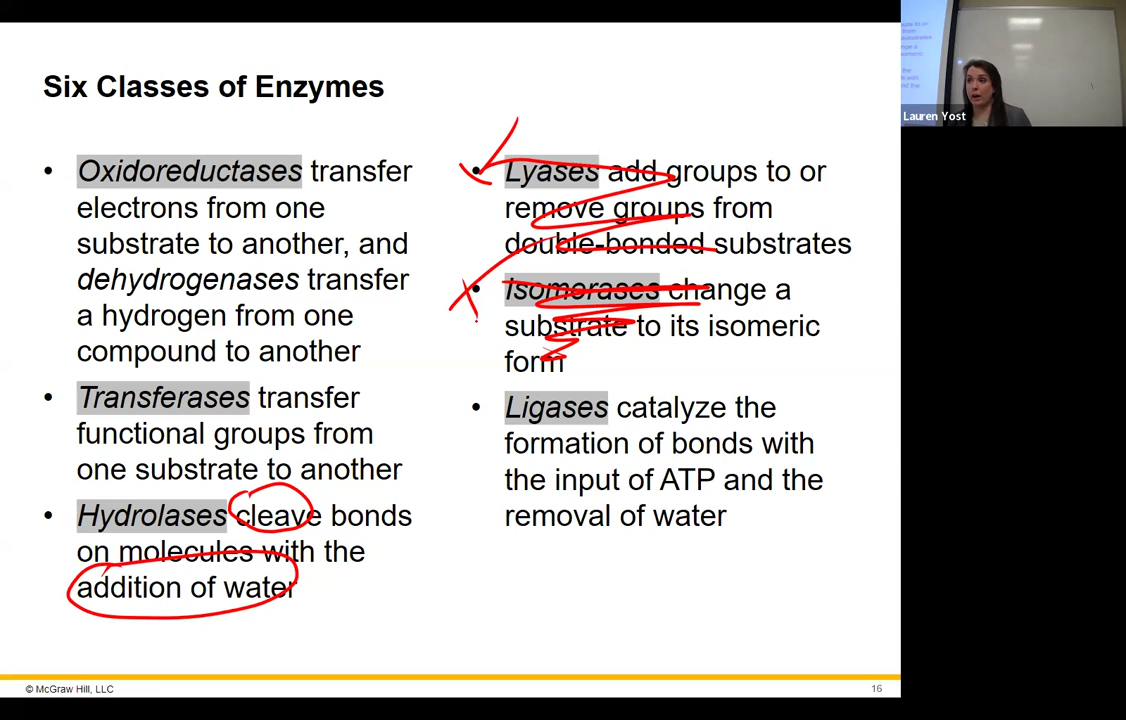 Six Classes of Enzymes
• Oxidoreductases transfer
electrons from one
substrate to another, and
dehydrogenases transfer
a hydrogen from one
compound to another
• Transferases transfer
functional groups from
one substrate to another
• Hydrolases cleave bonds
on molecules with the
addition of water
• Lyases add groups to or
remove groups from
double-bonded substrates
• Isomerases change a
substrate to its isomeric
form
• Ligases catalyze the
formation of bonds with
the input of ATP and the
removal of water
© McGraw Hill, LLC
16
Lauren Yost